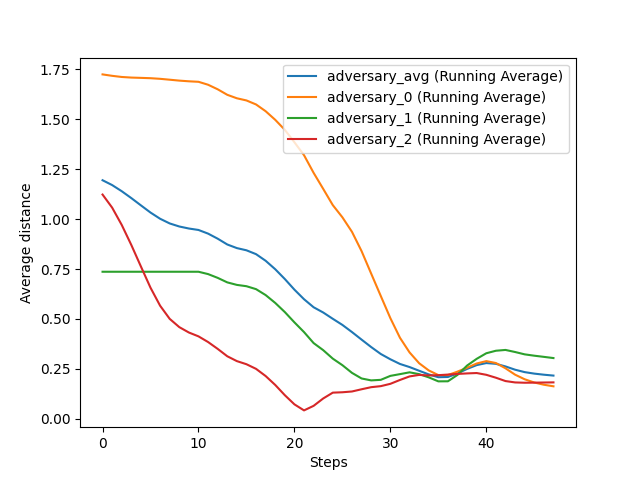 adversary_avg (Running Average)
adversary_0 (Running Average)
adversary_1 (Running Average)
adversary_2 (Running Average)
1.75
1.50
1.25
1.00
0.75
0.50
0.25
0.00
Average distance
0 10 20 30 40
Steps